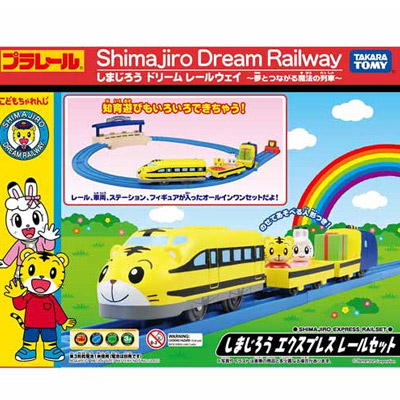 プラレール
Shimajiro Dream Railway
しまじろう ドリーム レールウェイ ～夢とつながる魔法の列車～
TAKARA TOMY
こどもちゃれんじ
SHIMAJIRO
DREAM RAILWAY
知育遊びもいろいろできちゃう!
レール、車両、ステーション、フィギュアが入ったオールインワンセットだよ!
のせてあそべる人形つき!
SHIMAJIRO EXPRESS RAILSET
しまじろう エクスプレス レールセット
WARNING